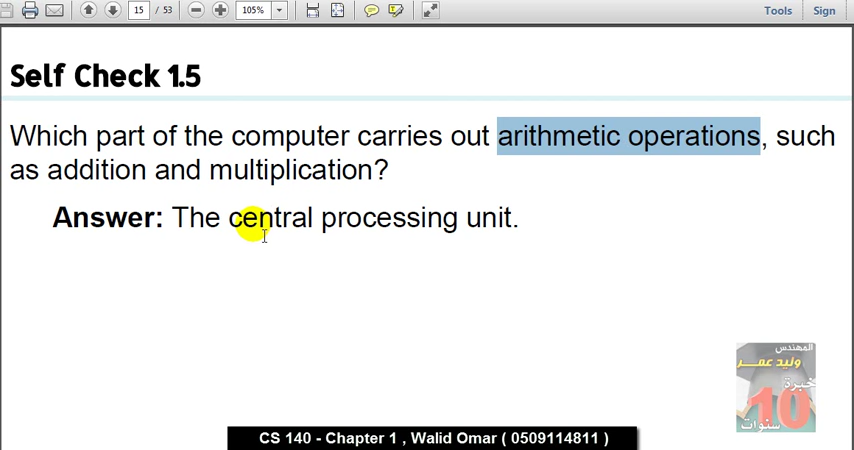 15 / 53 105% Tools Sign
Self Check 1.5
Which part of the computer carries out arithmetic operations, such
as addition and multiplication?
Answer: The central processing unit.
المهندس
وليد عمر
خبرة
10
سنوات
CS 140 - Chapter 1 , Walid Omar ( 0509114811 )